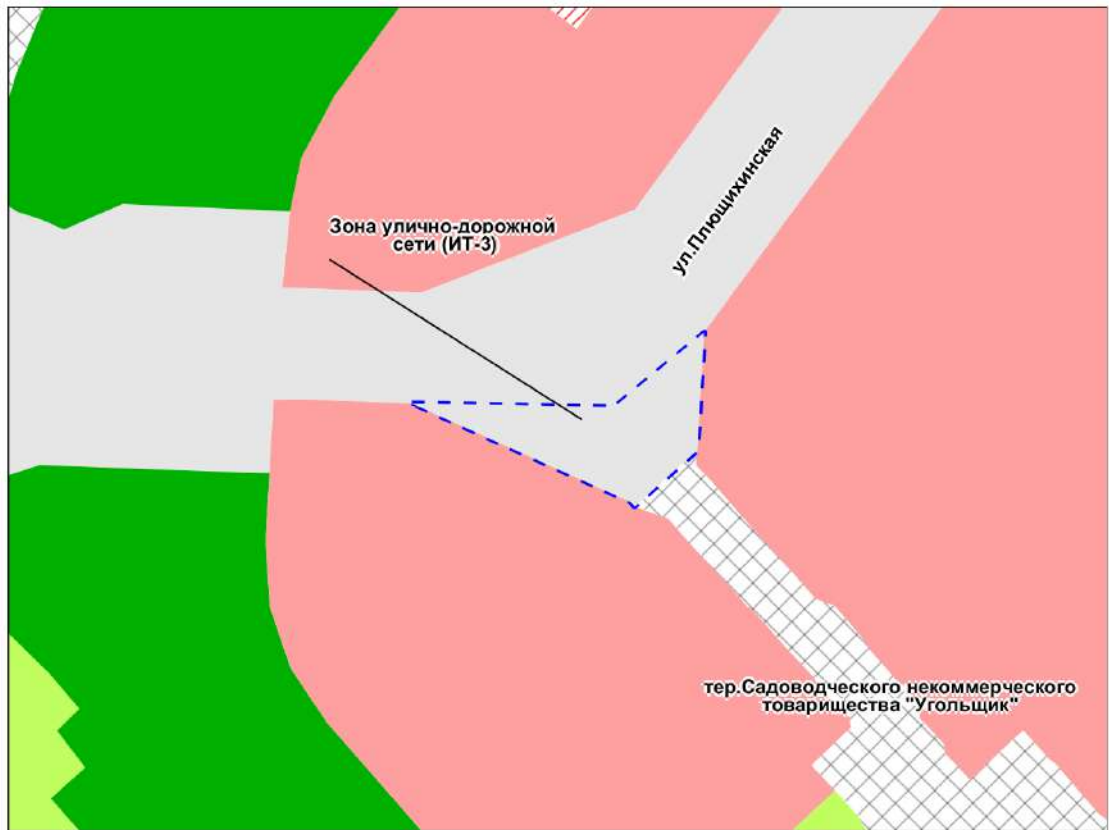 Зона улично-дорожной
сети (ИТ-3)
ул.Плющихинская
тер.Садоводческого некоммерческого
товарищества "Угольщик"